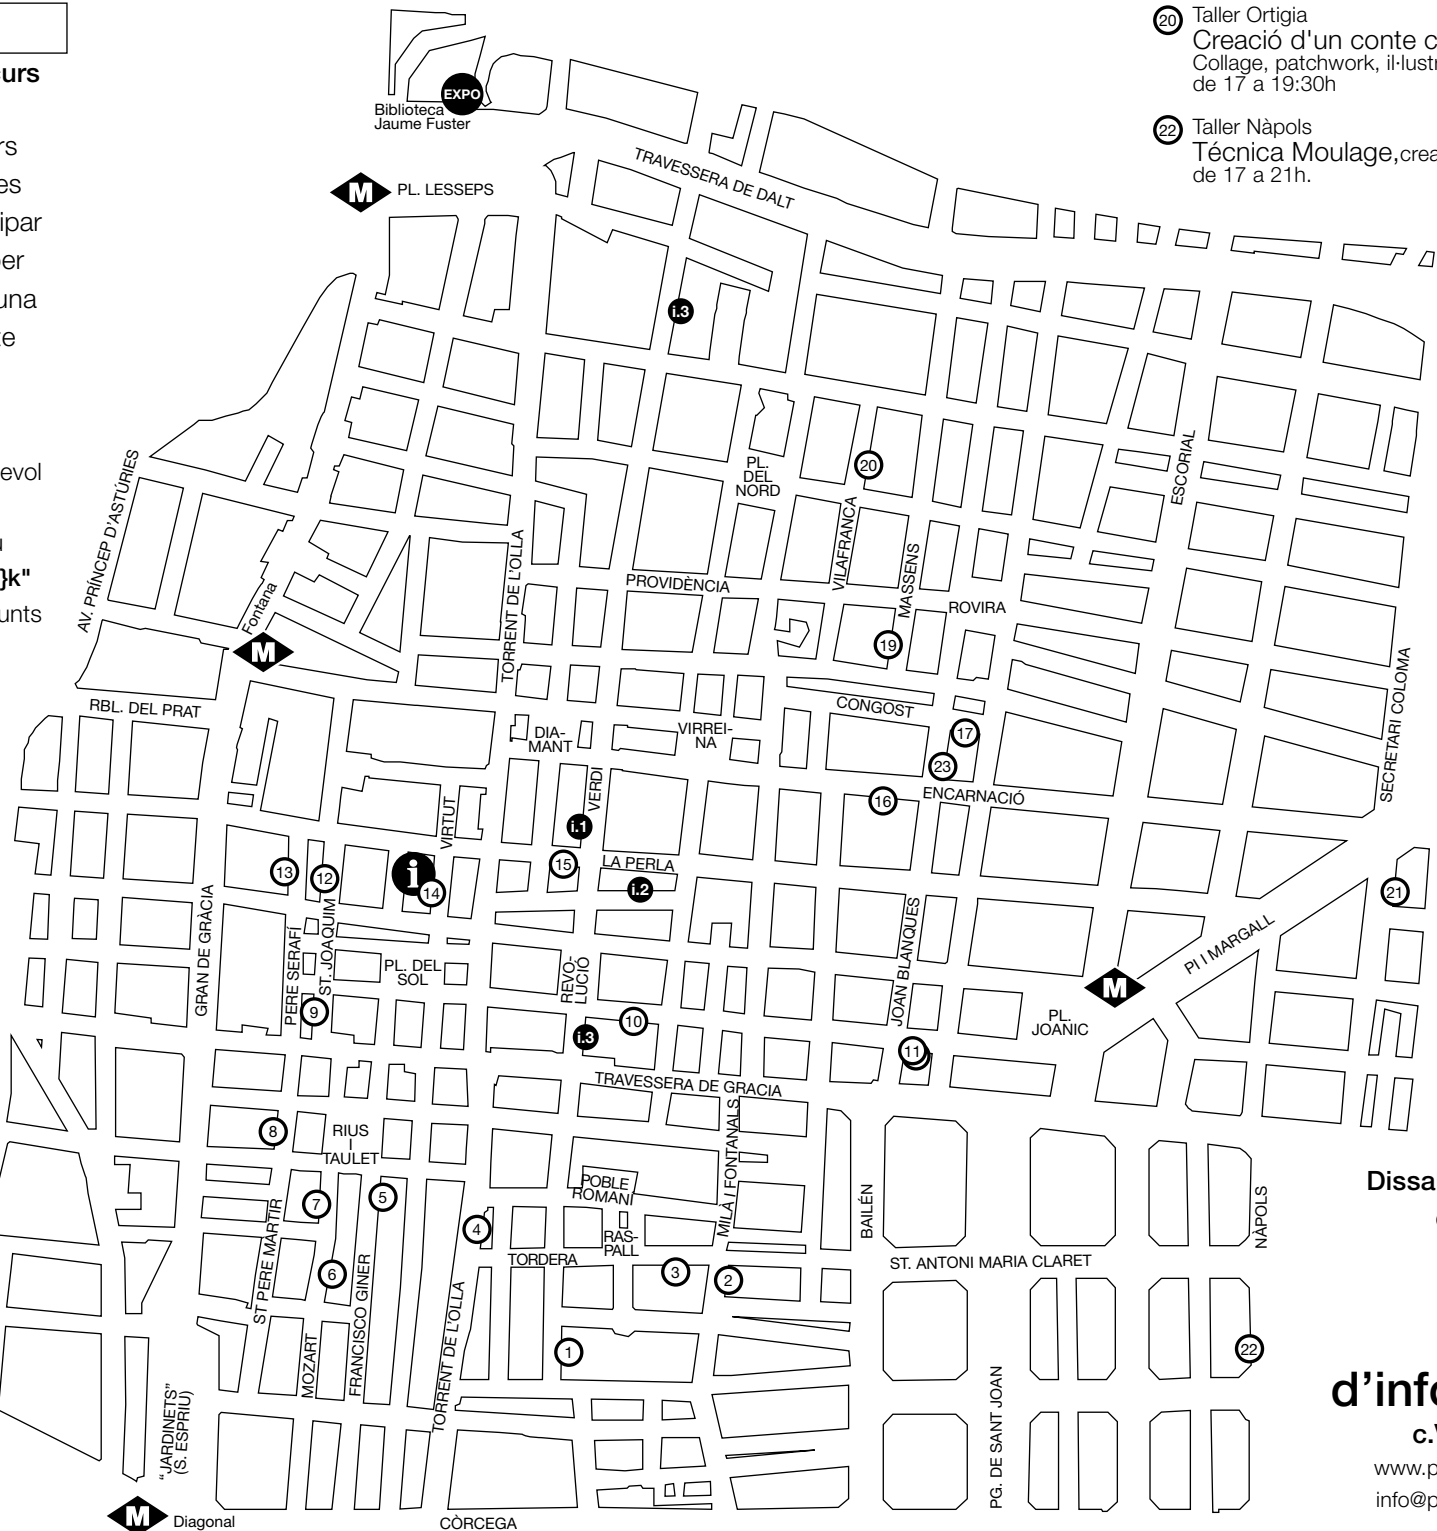 urs
rs
es
ipar
er
una
te
evol
u
}k"
unts
20 Taller Ortigia
Creació d'un conte c
Collage, patchwork, il·lustr
de 17 a 19:30h
22 Taller Nàpols
Técnica Moulage,crea
de 17 a 21h.
EXPO
Biblioteca
Jaume Fuster
M PL. LESSEPS
TRAVESSERA DE DALT
i.3
AV. PRÍNCEP D'ASTÚRIES
PL.
DEL
NORD
20
ESCORIAL
VILAFRANCA
MASSENS
TORRENT DE L'OLLA
PROVIDÈNCIA
ROVIRA
Fontana
M
19
SECRETARI COLOMA
RBL. DEL PRAT
CONGOST
DIA-
MANT
VIRREI-
NA
17
23
VERDI
ENCARNACIÓ
16
VIRTUT
i.1
13
12
i
14
15
LA PERLA
i.2
21
GRAN DE GRÀCIA
PERE SERAFÍ
ST. JOAQUIM
PL. DEL
SOL
REVO-
LUCIÓ
JOAN BLANQUES
PI I MARGALL
M
9
10
i.3
PL.
JOANIC
11
TRAVESSERA DE GRACIA
8
RIUS
I
TAULET
MILÀ I FONTANALS
7
5
POBLE
ROMANÍ
4
RAS-
PALL
BAILÉN
NÀPOLS
Dissa
ST PERE MARTIR
TORDERA
ST. ANTONI MARIA CLARET
6
3
2
FRANCISCO GINER
TORRENT DE L'OLLA
1
22
MOZART
"JARDINETS"
(S. ESPRIU)
PG. DE SANT JOAN
d'info
c.V
www.p
info@p
M Diagonal
CÒRCEGA